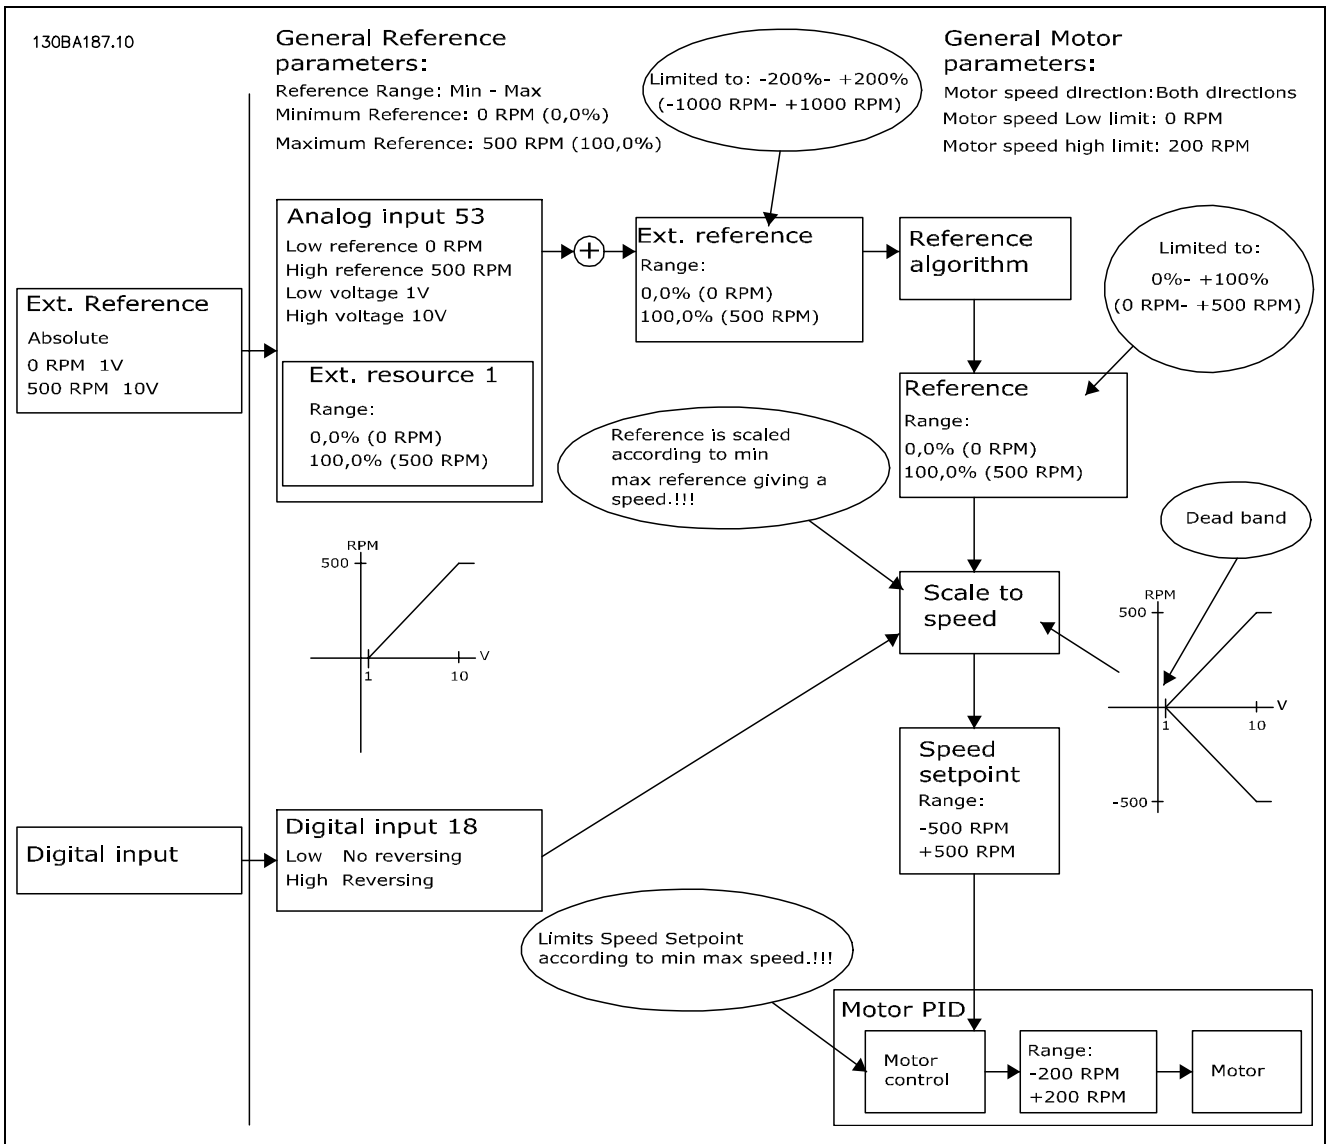 130BA187.10
General Reference
parameters:
Reference Range: Min - Max
Minimum Reference: 0 RPM (0,0%)
Maximum Reference: 500 RPM (100,0%)
Limited to: -200%- +200%
(-1000 RPM- +1000 RPM)
General Motor
parameters:
Motor speed direction:Both directions
Motor speed Low limit: 0 RPM
Motor speed high limit: 200 RPM
Ext. Reference
Absolute
0 RPM 1V
500 RPM 10V
Analog input 53
Low reference 0 RPM
High reference 500 RPM
Low voltage 1V
High voltage 10V
Ext. resource 1
Range:
0,0% (0 RPM)
100,0% (500 RPM)
+
Ext. reference
Range:
0,0% (0 RPM)
100,0% (500 RPM)
Reference
algorithm
Limited to:
0%- +100%
(0 RPM- +500 RPM)
Reference
Range:
0,0% (0 RPM)
100,0% (500 RPM)
Reference is scaled
according to min
max reference giving a
speed.!!!
Dead band
RPM
500
1
10
V
Scale to
speed
RPM
500
1
10
V
-500
Speed
setpoint
Range:
-500 RPM
+500 RPM
Digital input
Digital input 18
Low No reversing
High Reversing
Limits Speed Setpoint
according to min max speed.!!!
Motor PID
Motor
control
Range:
-200 RPM
+200 RPM
Motor